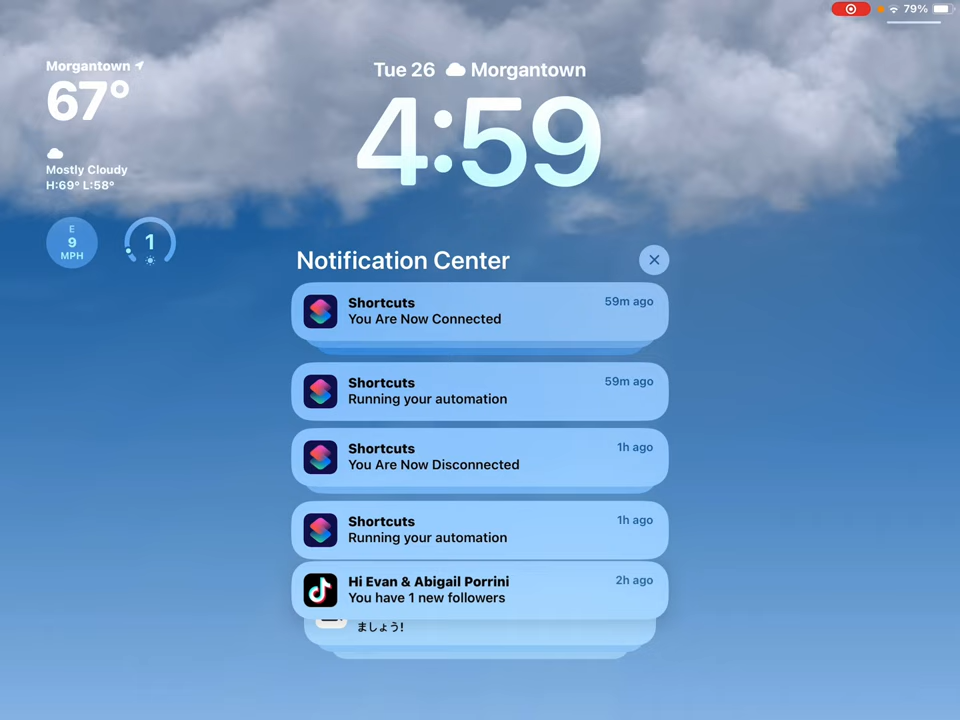 79%
Morgantown
67°
Mostly Cloudy
H:69° L:58°
E
9
MPH
1
Tue 26 Morgantown
4:59
Notification Center
Shortcuts 59m ago
You Are Now Connected
Shortcuts 59m ago
Running your automation
Shortcuts 1h ago
You Are Now Disconnected
Shortcuts 1h ago
Running your automation
Hi Evan & Abigail Porrini 2h ago
You have 1 new followers
ましょう!